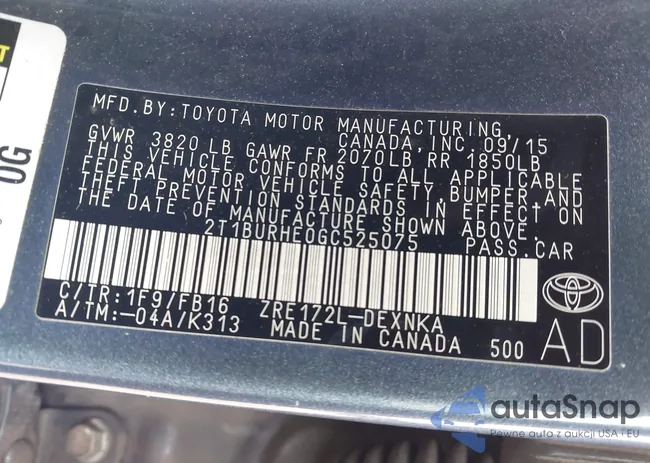 MFD. BY: TOYOTA MOTOR MANUFACTURING,
CANADA, INC. 09/15
GVWR 3820 LB GAWR FR 2070LB RR 1850LB
THIS VEHICLE CONFORMS TO ALL APPLICABLE
FEDERAL MOTOR VEHICLE SAFETY, BUMPER, AND
THEFT PREVENTION STANDARDS IN EFFECT ON
THE DATE OF MANUFACTURE SHOWN ABOVE.
2T1BURHE0GC525075 PASS.CAR
C/TR: 1F9/FB16 ZRE172L-DEXNKA
A/TM: -04A/K313 MADE IN CANADA 500 AD
0G
autaSnap
Pewne auta z aukcji USA i EU